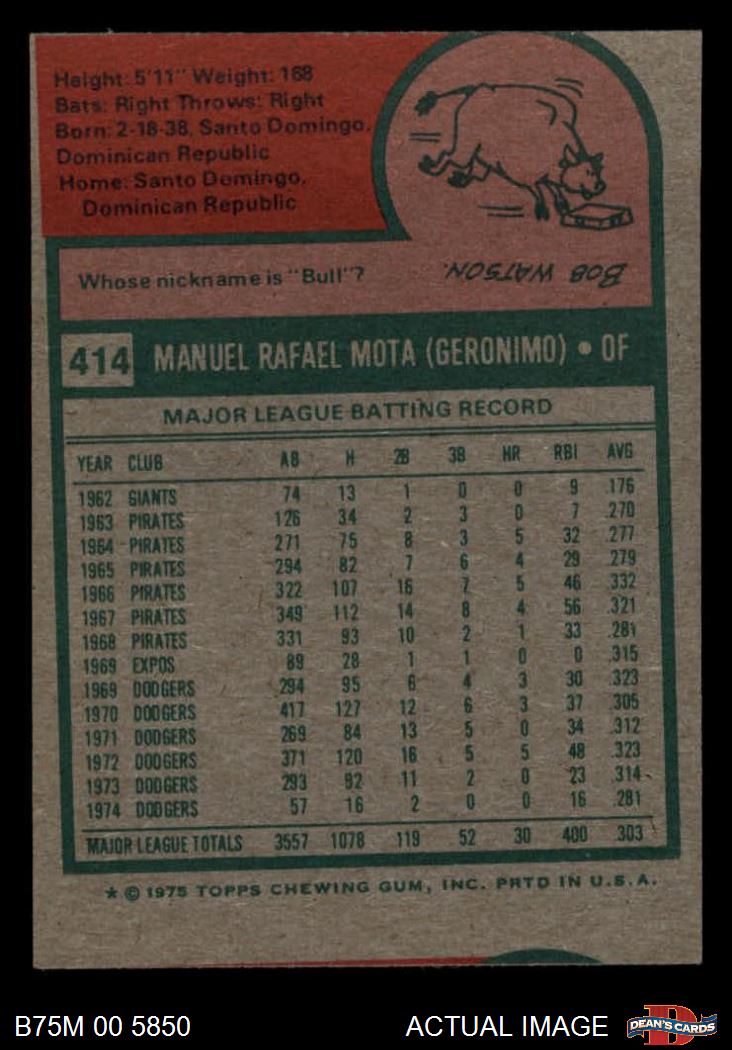 Height: 5'11" Weight: 168
Bats: Right Throws: Right
Born: 2-18-38, Santo Domingo,
Dominican Republic
Home: Santo Domingo,
Dominican Republic
Whose nickname is "Bull"?
BOB WATSON.
414 MANUEL RAFAEL MOTA (GERONIMO) • OF
MAJOR LEAGUE BATTING RECORD
YEAR CLUB AB H 2B 3B HR RBI AVG
1962 GIANTS 74 13 1 0 0 9 .176
1963 PIRATES 126 34 2 3 0 7 .270
1964 PIRATES 271 75 8 3 5 32 .277
1965 PIRATES 294 82 7 6 4 29 .279
1966 PIRATES 322 107 16 7 5 46 .332
1967 PIRATES 349 112 14 8 4 56 .321
1968 PIRATES 331 93 10 2 1 33 .281
1969 EXPOS 89 28 1 1 0 0 .315
1969 DODGERS 294 95 6 4 3 30 .323
1970 DODGERS 417 127 12 6 3 37 .305
1971 DODGERS 269 84 13 5 0 34 .312
1972 DODGERS 371 120 16 5 5 48 .323
1973 DODGERS 293 92 11 2 0 23 .314
1974 DODGERS 57 16 2 0 0 16 .281
MAJOR LEAGUE TOTALS 3557 1078 119 52 30 400 .303
★ © 1975 TOPPS CHEWING GUM, INC. PRTD IN U.S.A.
B75M 00 5850 ACTUAL IMAGE DEAN'S CARDS